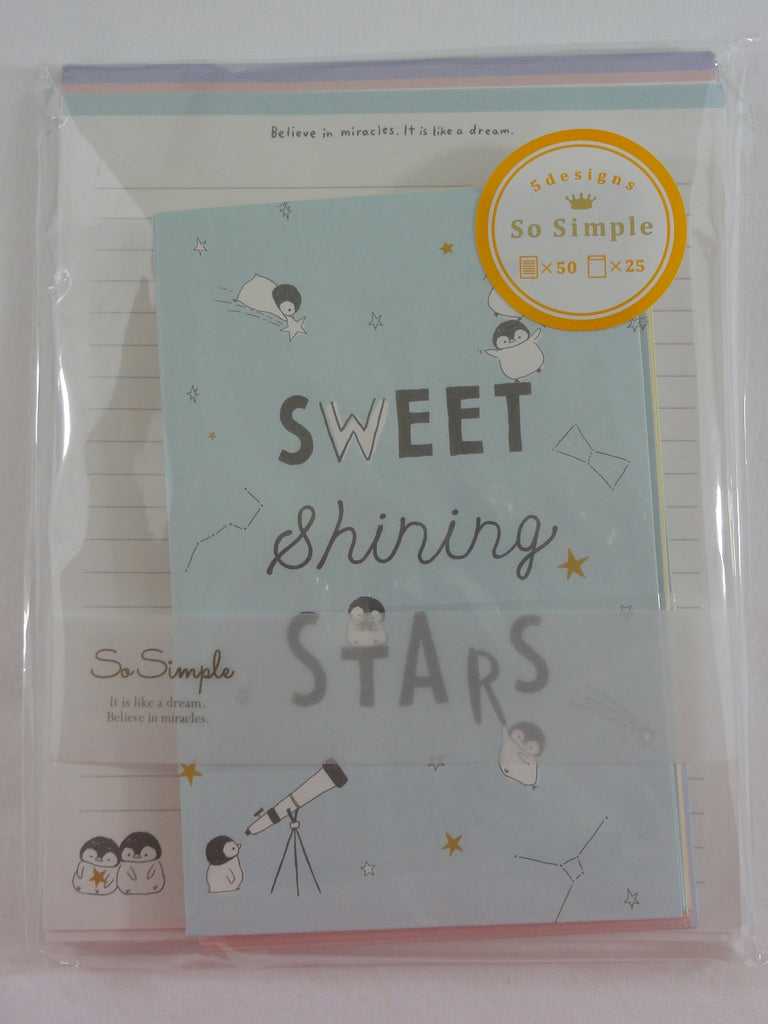 Believe in miracles. It is like a dream.
5designs
So Simple
×50 ×25
SWEET
Shining
STARS
So Simple
It is like a dream.
Believe in miracles.